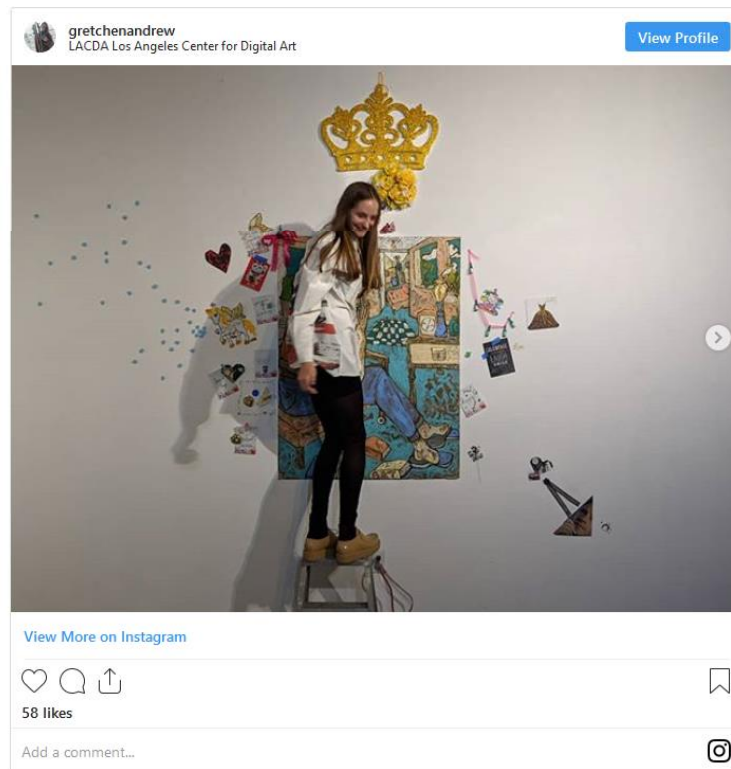 gretchenandrew
LACDA Los Angeles Center for Digital Art
View Profile
View More on Instagram
58 likes
Add a comment...